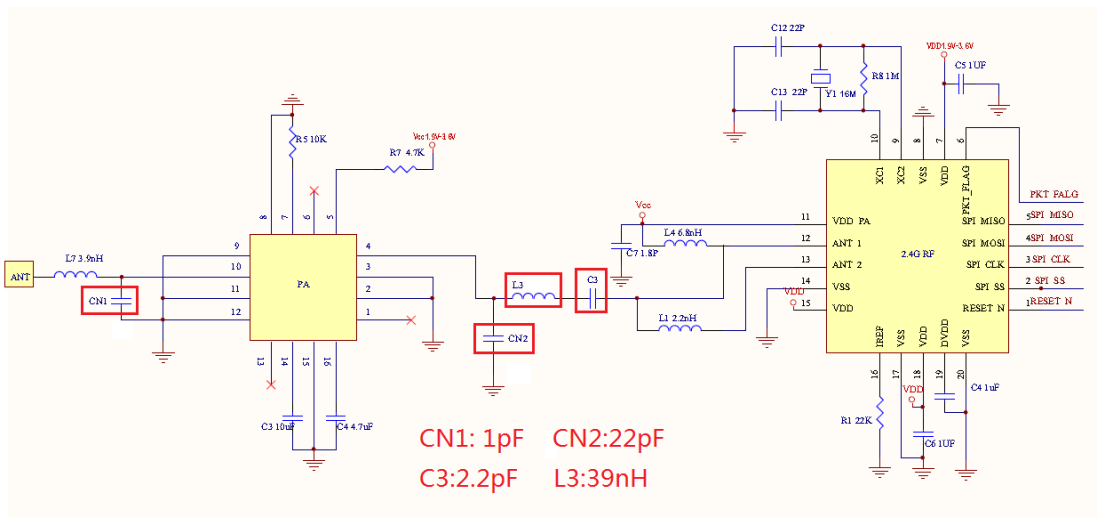 C12 22P
VDD1.9V-3.6V
C5 1UF
R8 1M
C13 22P
Y1 16M
10
9
8
7
6
XC1
XC2
VSS
VDD
PKT_FLAG
R5 10K
Vcc1.9V-3.6V
R7 4.7K
8
7
6
5
PKT FALG
Vcc
11
VDD PA
SPI MISO
5
SPI MISO
L4 6.8nH
C7 1.8P
12
ANT 1
SPI MOSI
4
SPI MOSI
9
4
L7 3.9nH
10
3
13
ANT 2
2.4G RF
SPI CLK
3
SPI CLK
ANT
CN1
11
PA
2
L3
C3
14
VSS
SPI SS
2
SPI SS
VDD
12
1
15
VDD
RESET N
1
RESET N
L1 2.2nH
CN2
IREF
VSS
VDD
DVDD
VSS
13
14
15
16
16
17
18
19
20
VDD
C4 1uF
C3 10uF
C4 4.7uF
R1 22K
C6 1UF
CN1: 1pF CN2:22pF
C3:2.2pF L3:39nH